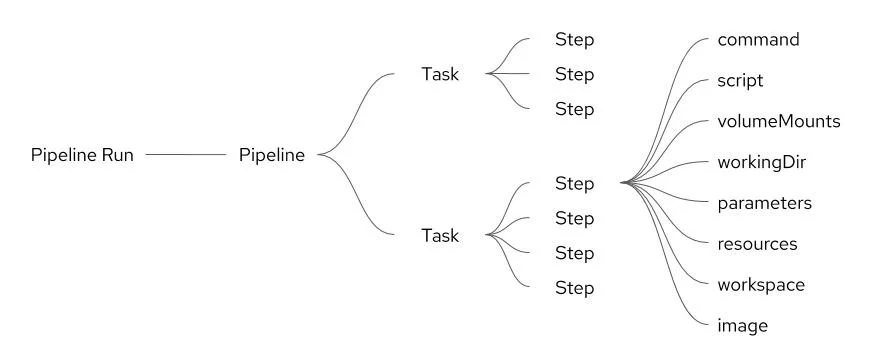 Pipeline Run
Pipeline
Task
Step
Step
Step
Task
Step
Step
Step
Step
command
script
volumeMounts
workingDir
parameters
resources
workspace
image